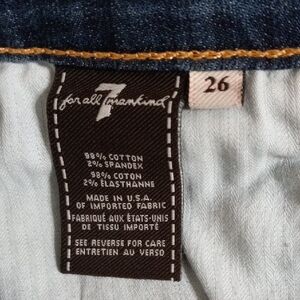 7
for all mankind
26
98% COTTON
2% SPANDEX
98% COTON
2% ÉLASTHANNE
MADE IN U.S.A.
OF IMPORTED FABRIC
FABRIQUÉ AUX ÉTATS-UNIS
DE TISSU IMPORTÉ
SEE REVERSE FOR CARE
ENTRETIEN AU VERSO